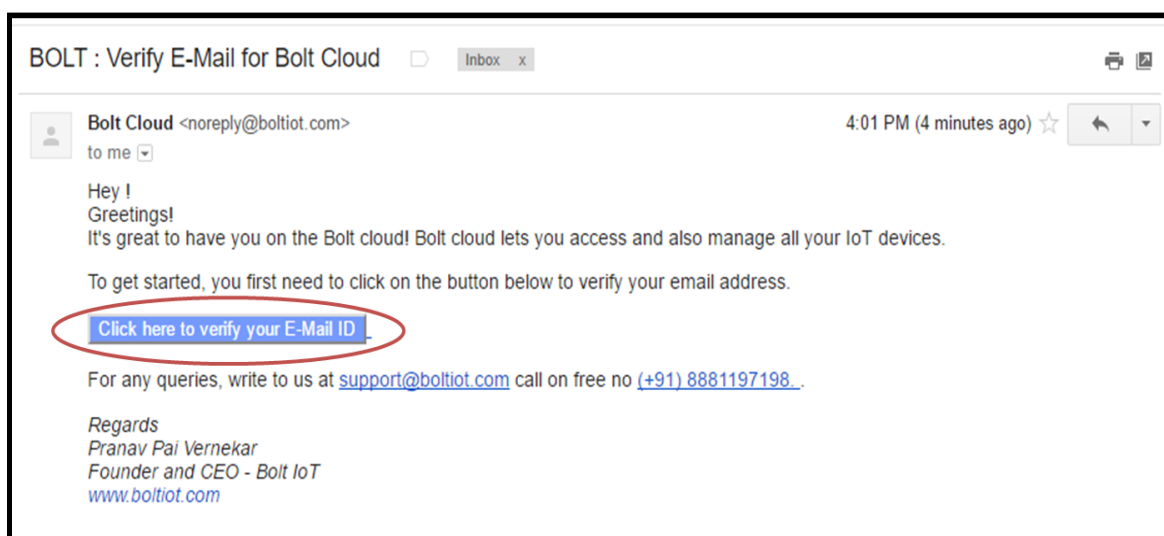 BOLT : Verify E-Mail for Bolt Cloud Inbox x
Bolt Cloud <noreply@boltiot.com> 4:01 PM (4 minutes ago)
to me
Hey !
Greetings!
It's great to have you on the Bolt cloud! Bolt cloud lets you access and also manage all your IoT devices.
To get started, you first need to click on the button below to verify your email address.
Click here to verify your E-Mail ID
For any queries, write to us at support@boltiot.com call on free no (+91) 8881197198. .
Regards
Pranav Pai Vernekar
Founder and CEO - Bolt IoT
www.boltiot.com